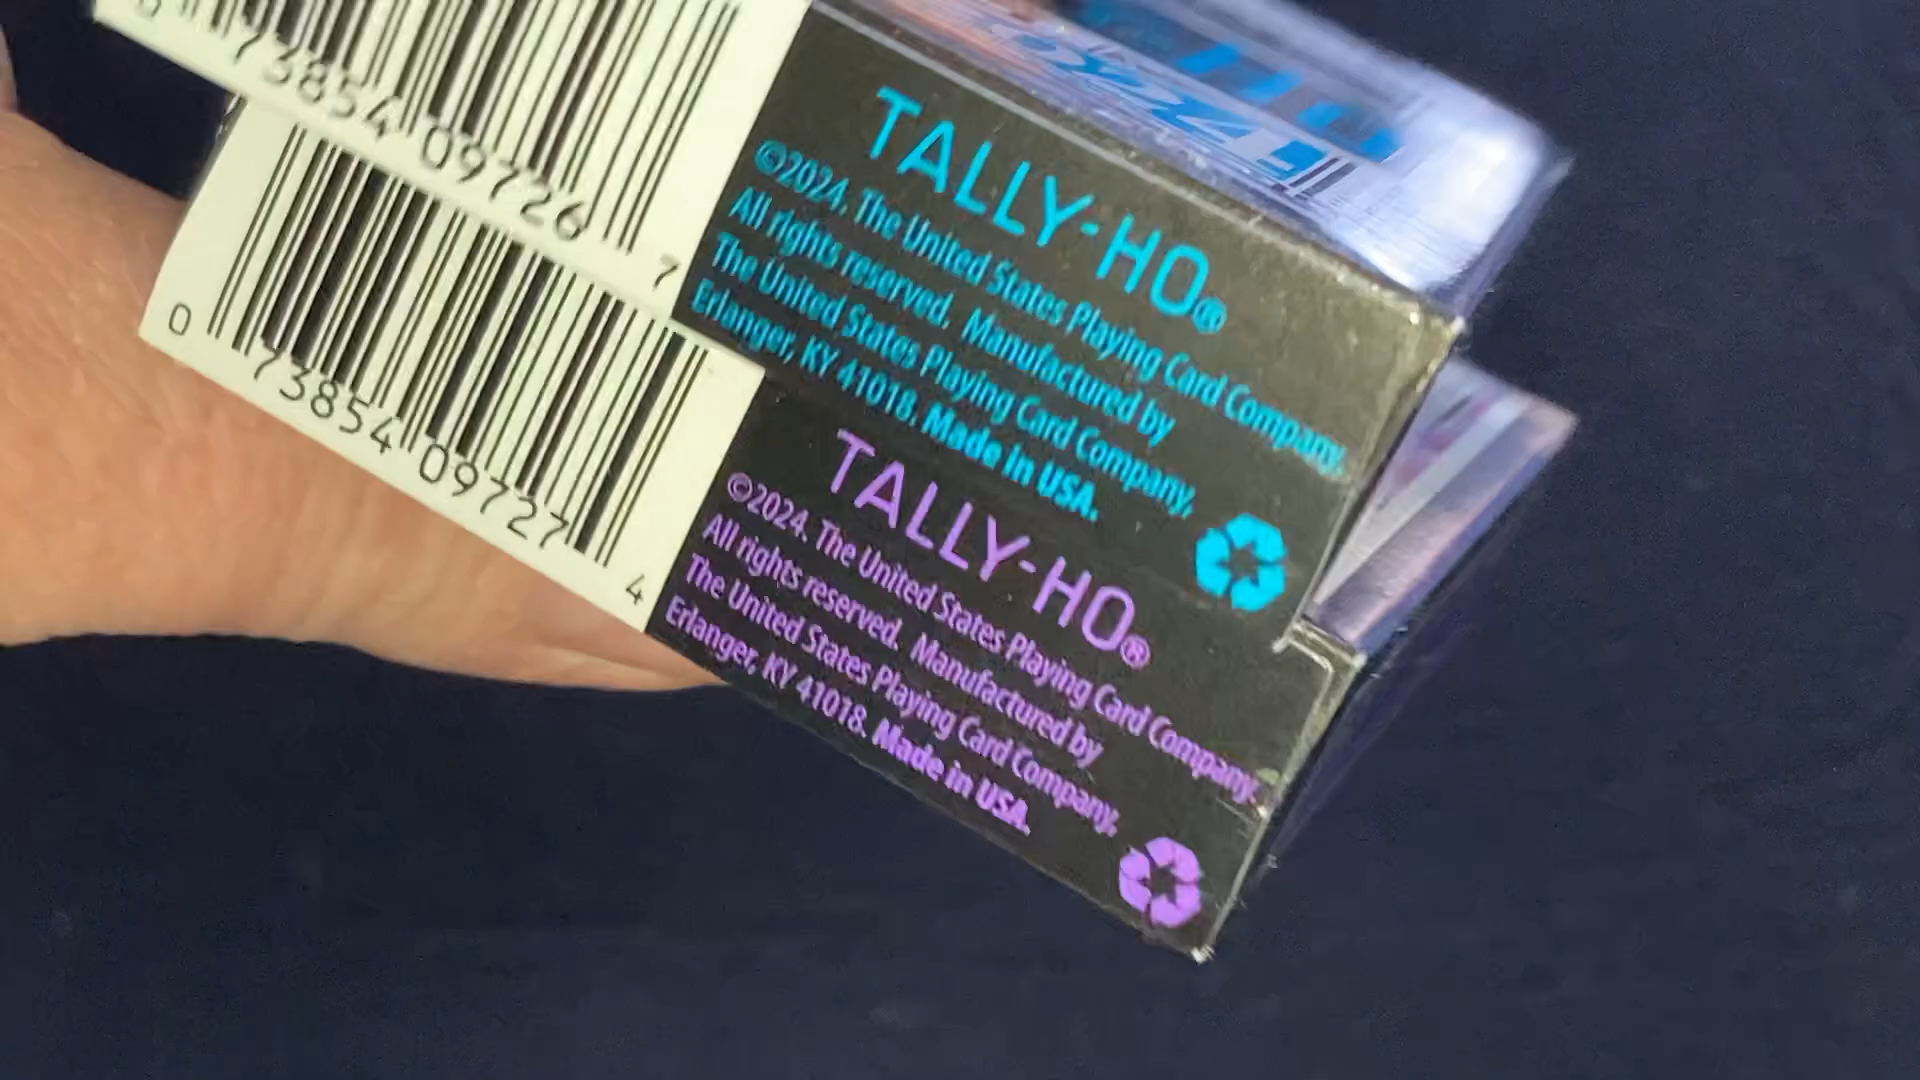 73854 09726 7
TALLY-HO®
©2024. The United States Playing Card Company.
All rights reserved. Manufactured by
The United States Playing Card Company,
Erlanger, KY 41018. Made in USA.
0 73854 09727 4
TALLY-HO®
©2024. The United States Playing Card Company.
All rights reserved. Manufactured by
The United States Playing Card Company,
Erlanger, KY 41018. Made in USA.